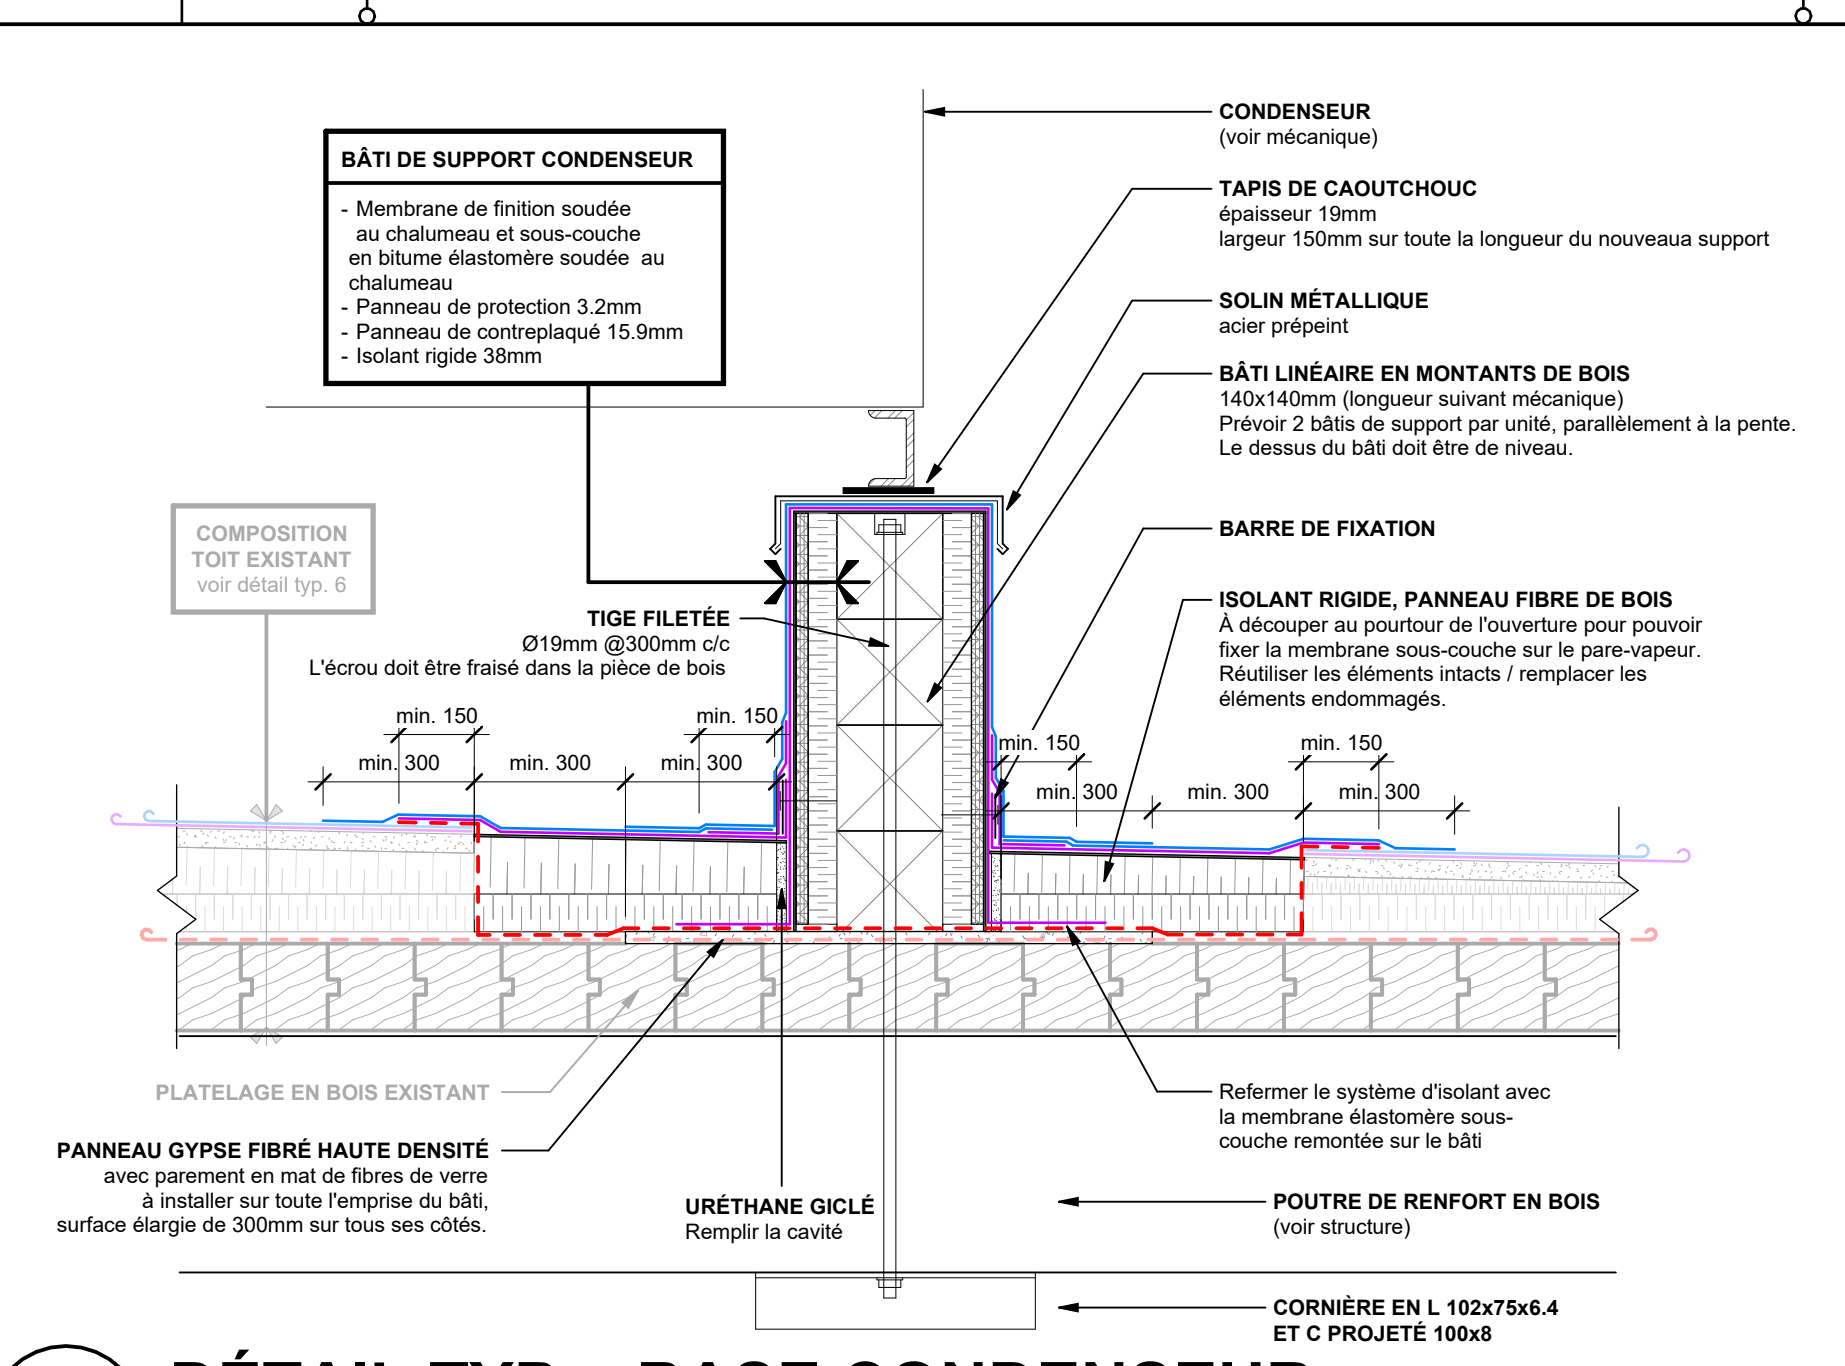 CONDENSEUR
(voir mécanique)
BÂTI DE SUPPORT CONDENSEUR
- Membrane de finition soudée
au chalumeau et sous-couche
en bitume élastomère soudée au
chalumeau
- Panneau de protection 3.2mm
- Panneau de contreplaqué 15.9mm
- Isolant rigide 38mm
TAPIS DE CAOUTCHOUC
épaisseur 19mm
largeur 150mm sur toute la longueur du nouveaua support
SOLIN MÉTALLIQUE
acier prépeint
BÂTI LINÉAIRE EN MONTANTS DE BOIS
140x140mm (longueur suivant mécanique)
Prévoir 2 bâtis de support par unité, parallèlement à la pente.
Le dessus du bâti doit être de niveau.
COMPOSITION
TOIT EXISTANT
voir détail typ. 6
BARRE DE FIXATION
TIGE FILETÉE
Ø19mm @300mm c/c
L'écrou doit être fraisé dans la pièce de bois
ISOLANT RIGIDE, PANNEAU FIBRE DE BOIS
À découper au pourtour de l'ouverture pour pouvoir
fixer la membrane sous-couche sur le pare-vapeur.
Réutiliser les éléments intacts / remplacer les
éléments endommagés.
min. 150
min. 150
min. 300
min. 300
min. 300
min. 150
min. 150
min. 300
min. 300
min. 300
PLATELAGE EN BOIS EXISTANT
PANNEAU GYPSE FIBRÉ HAUTE DENSITÉ
avec parement en mat de fibres de verre
à installer sur toute l'emprise du bâti,
surface élargie de 300mm sur tous ses côtés.
URÉTHANE GICLÉ
Remplir la cavité
Refermer le système d'isolant avec
la membrane élastomère sous-
couche remontée sur le bâti
POUTRE DE RENFORT EN BOIS
(voir structure)
CORNIÈRE EN L 102x75x6.4
ET C PROJETÉ 100x8